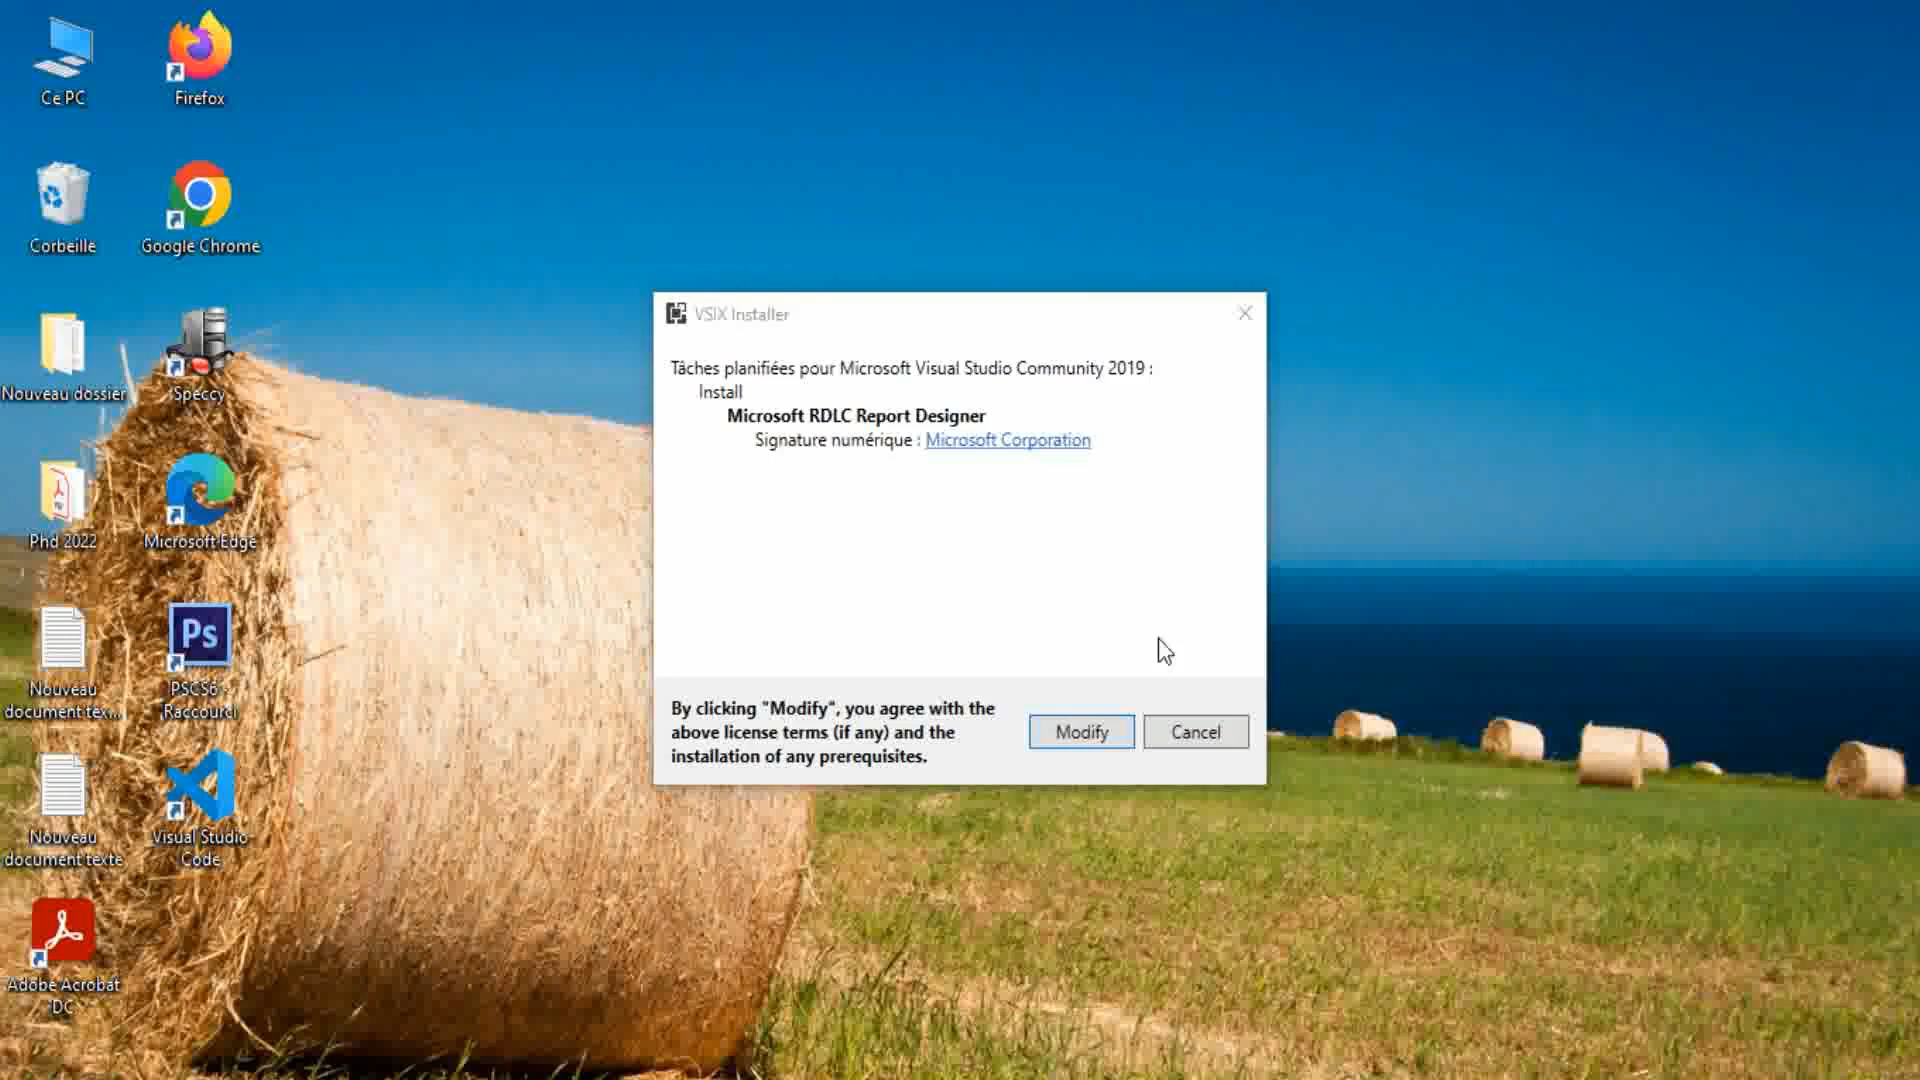 Ce PC
Firefox
Corbeille
Google Chrome
Nouveau dossier
Speccy
Phd 2022
Microsoft Edge
Nouveau
document tex...
PSCS6 -
Raccourci
Nouveau
document texte
Visual Studio
Code
Adobe Acrobat
DC
Ps
VSIX Installer
Tâches planifiées pour Microsoft Visual Studio Community 2019 :
Install
Microsoft RDLC Report Designer
Signature numérique : Microsoft Corporation
By clicking "Modify", you agree with the
above license terms (if any) and the
installation of any prerequisites.
Modify
Cancel